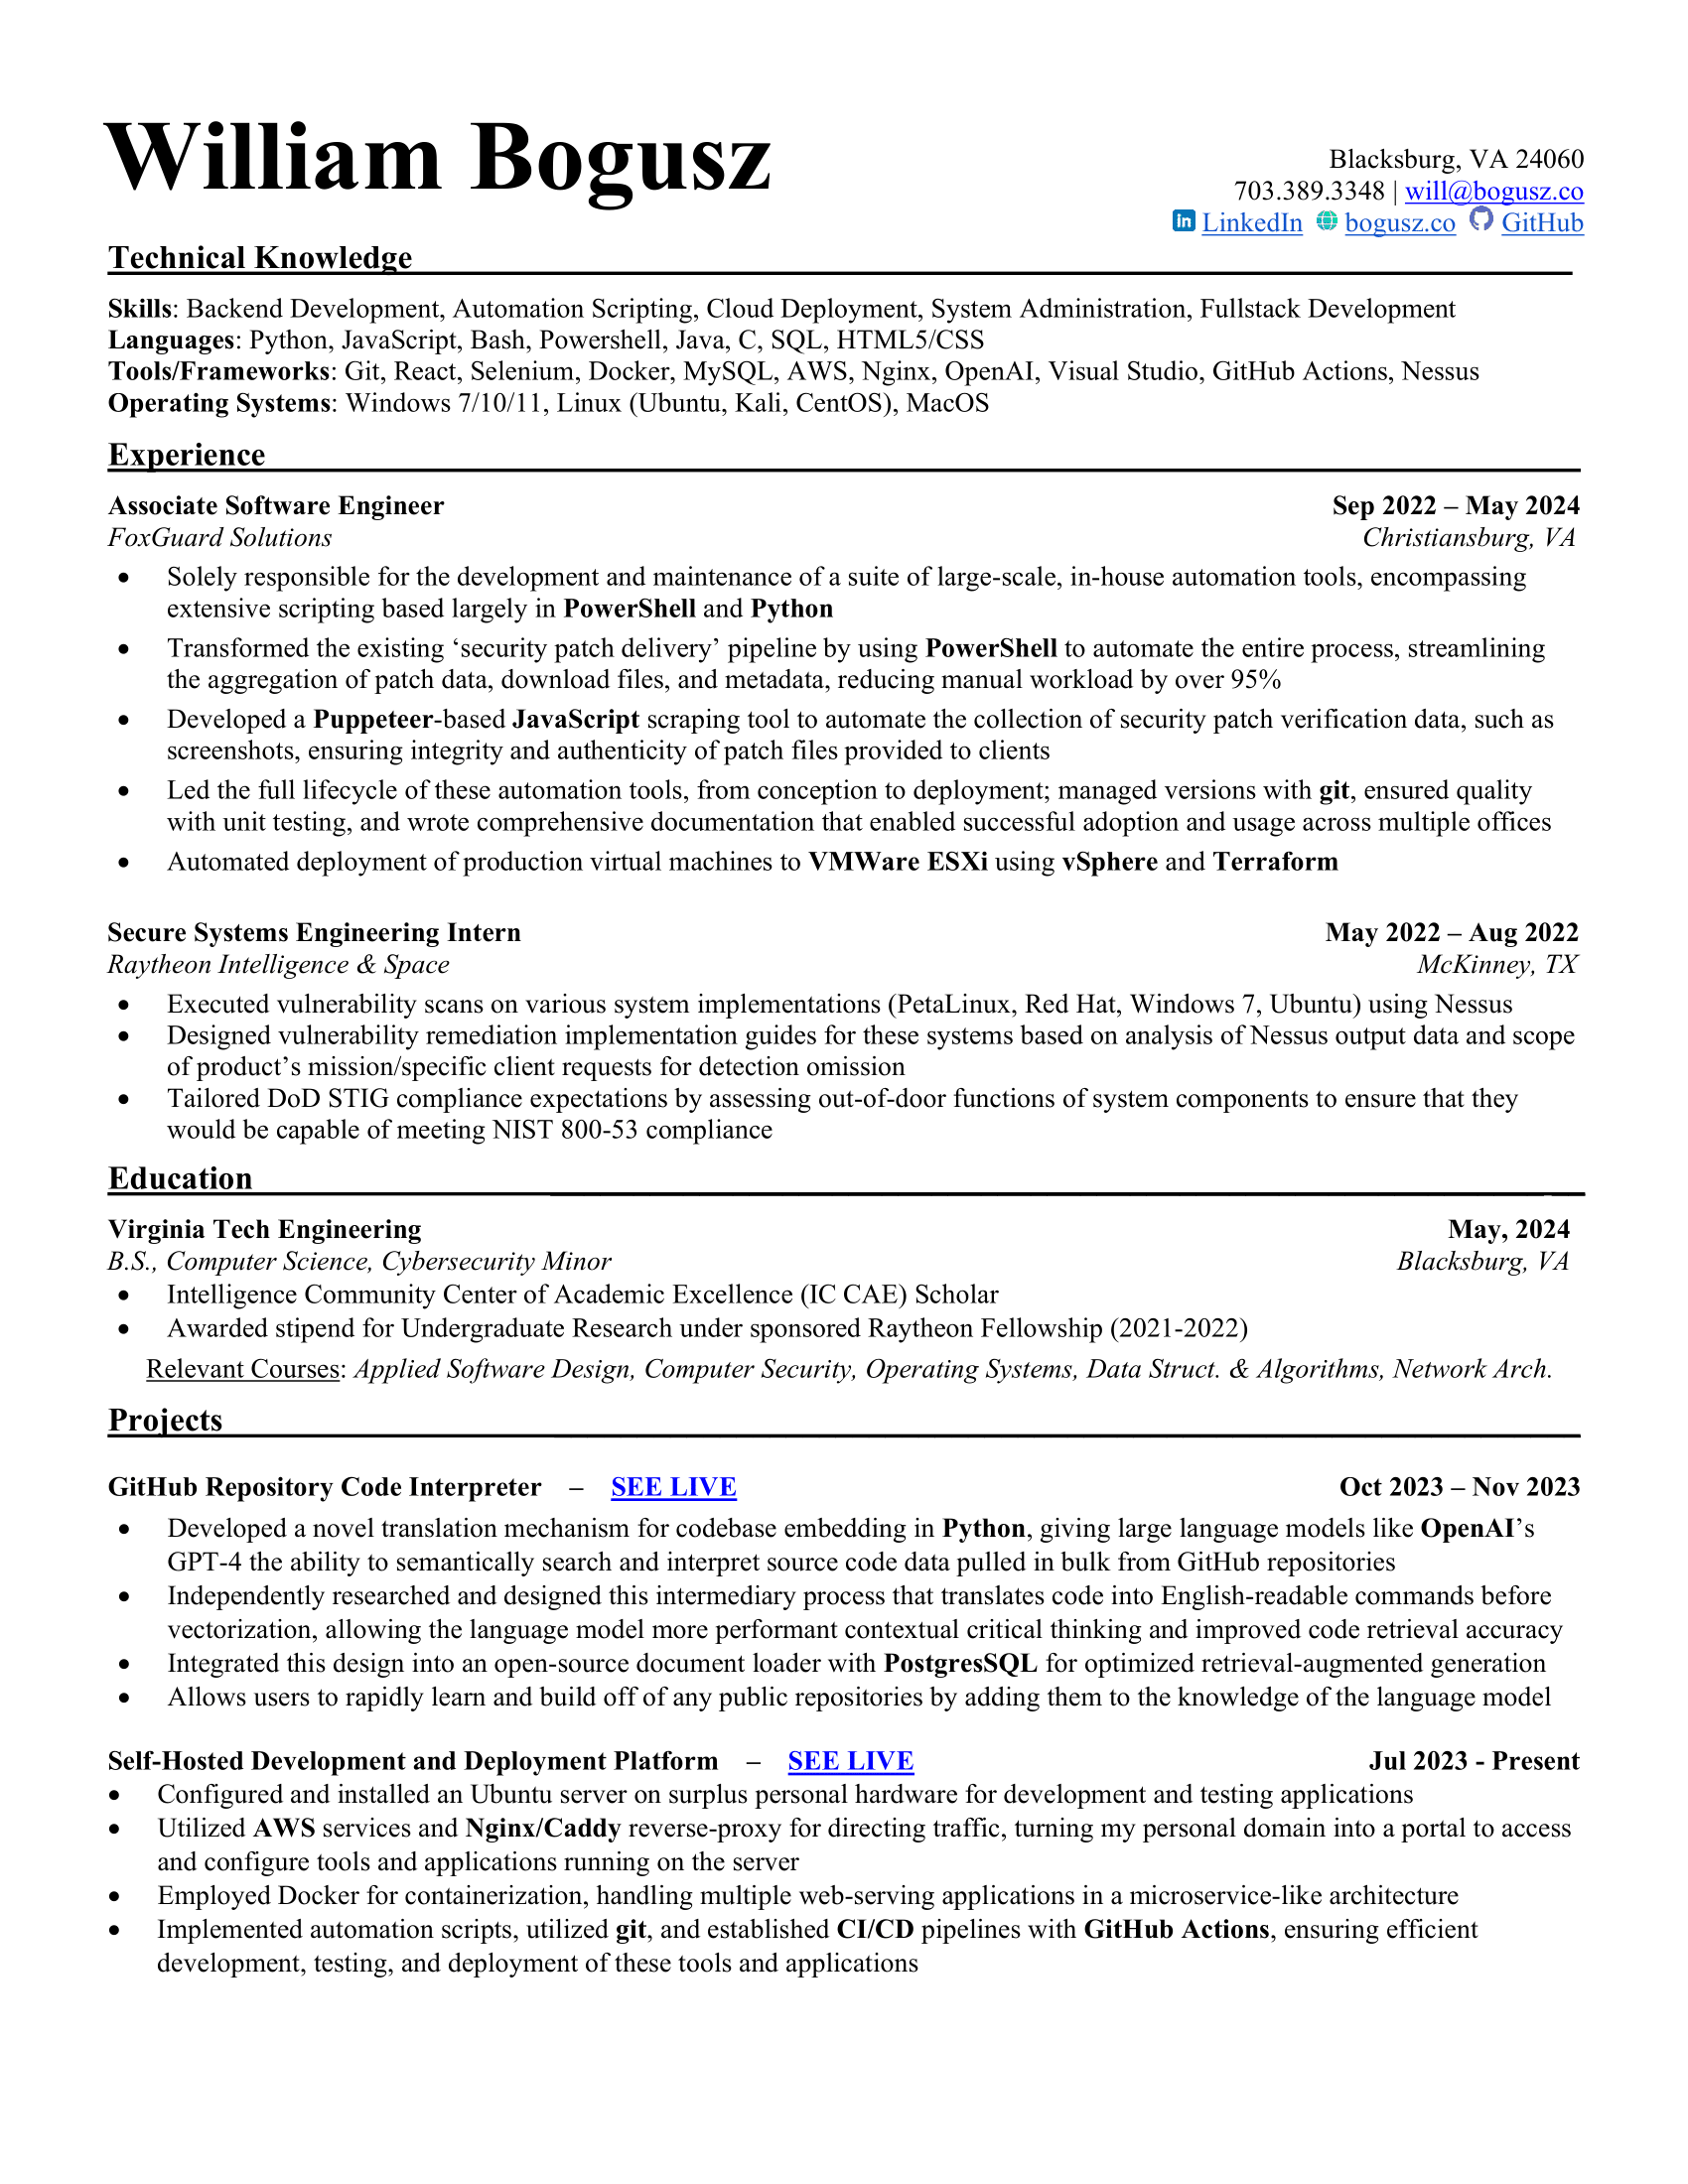 William Bogusz
Blacksburg, VA 24060
703.389.3348 | will@bogusz.co
LinkedIn bogusz.co GitHub
Technical Knowledge
Skills: Backend Development, Automation Scripting, Cloud Deployment, System Administration, Fullstack Development
Languages: Python, JavaScript, Bash, Powershell, Java, C, SQL, HTML5/CSS
Tools/Frameworks: Git, React, Selenium, Docker, MySQL, AWS, Nginx, OpenAI, Visual Studio, GitHub Actions, Nessus
Operating Systems: Windows 7/10/11, Linux (Ubuntu, Kali, CentOS), MacOS
Experience
Associate Software Engineer Sep 2022 – May 2024
FoxGuard Solutions Christiansburg, VA
• Solely responsible for the development and maintenance of a suite of large-scale, in-house automation tools, encompassing
extensive scripting based largely in PowerShell and Python
• Transformed the existing ‘security patch delivery’ pipeline by using PowerShell to automate the entire process, streamlining
the aggregation of patch data, download files, and metadata, reducing manual workload by over 95%
• Developed a Puppeteer-based JavaScript scraping tool to automate the collection of security patch verification data, such as
screenshots, ensuring integrity and authenticity of patch files provided to clients
• Led the full lifecycle of these automation tools, from conception to deployment; managed versions with git, ensured quality
with unit testing, and wrote comprehensive documentation that enabled successful adoption and usage across multiple offices
• Automated deployment of production virtual machines to VMWare ESXi using vSphere and Terraform
Secure Systems Engineering Intern May 2022 – Aug 2022
Raytheon Intelligence & Space McKinney, TX
• Executed vulnerability scans on various system implementations (PetaLinux, Red Hat, Windows 7, Ubuntu) using Nessus
• Designed vulnerability remediation implementation guides for these systems based on analysis of Nessus output data and scope
of product’s mission/specific client requests for detection omission
• Tailored DoD STIG compliance expectations by assessing out-of-door functions of system components to ensure that they
would be capable of meeting NIST 800-53 compliance
Education
Virginia Tech Engineering May, 2024
B.S., Computer Science, Cybersecurity Minor Blacksburg, VA
• Intelligence Community Center of Academic Excellence (IC CAE) Scholar
• Awarded stipend for Undergraduate Research under sponsored Raytheon Fellowship (2021-2022)
Relevant Courses: Applied Software Design, Computer Security, Operating Systems, Data Struct. & Algorithms, Network Arch.
Projects
GitHub Repository Code Interpreter – SEE LIVE Oct 2023 – Nov 2023
• Developed a novel translation mechanism for codebase embedding in Python, giving large language models like OpenAI’s
GPT-4 the ability to semantically search and interpret source code data pulled in bulk from GitHub repositories
• Independently researched and designed this intermediary process that translates code into English-readable commands before
vectorization, allowing the language model more performant contextual critical thinking and improved code retrieval accuracy
• Integrated this design into an open-source document loader with PostgresSQL for optimized retrieval-augmented generation
• Allows users to rapidly learn and build off of any public repositories by adding them to the knowledge of the language model
Self-Hosted Development and Deployment Platform – SEE LIVE Jul 2023 - Present
• Configured and installed an Ubuntu server on surplus personal hardware for development and testing applications
• Utilized AWS services and Nginx/Caddy reverse-proxy for directing traffic, turning my personal domain into a portal to access
and configure tools and applications running on the server
• Employed Docker for containerization, handling multiple web-serving applications in a microservice-like architecture
• Implemented automation scripts, utilized git, and established CI/CD pipelines with GitHub Actions, ensuring efficient
development, testing, and deployment of these tools and applications